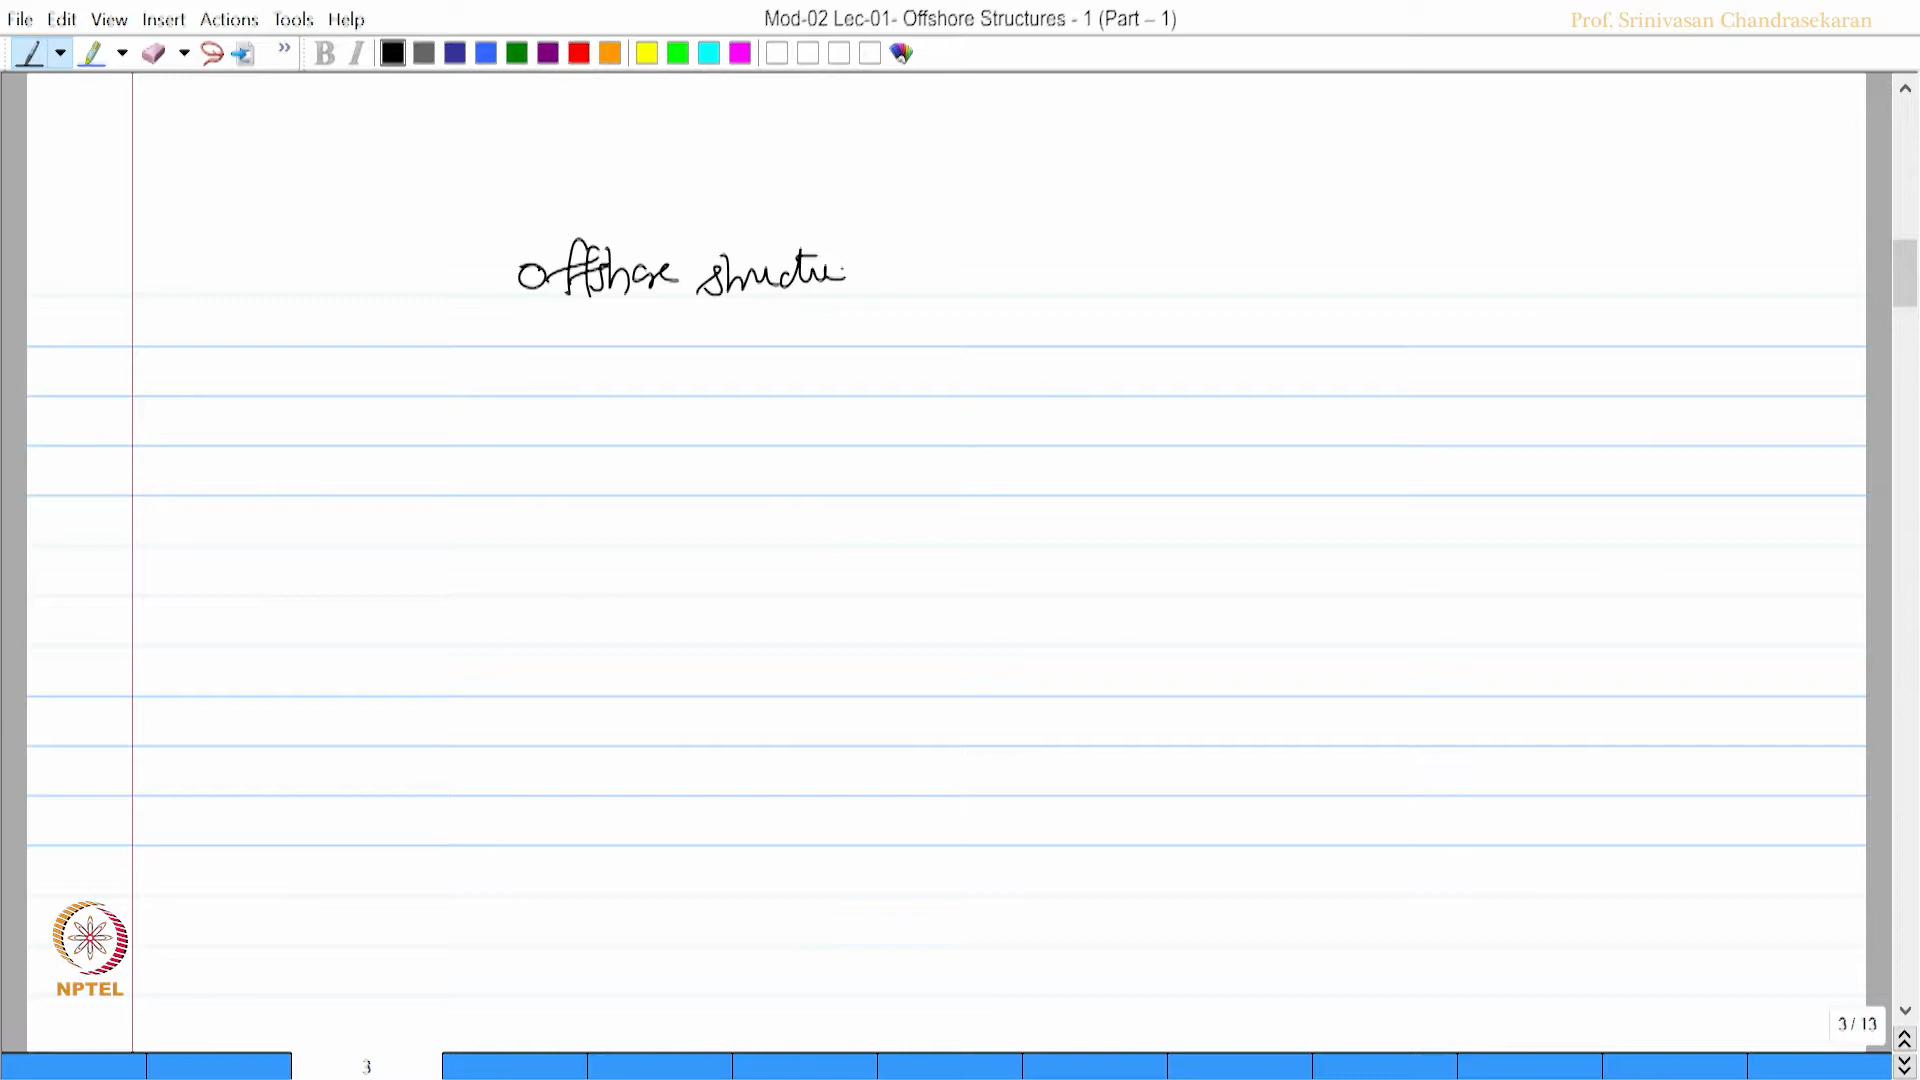 File Edit View Insert Actions Tools Help
Mod-02 Lec-01- Offshore Structures - 1 (Part – 1)
Prof. Srinivasan Chandrasekaran
B I
offshore structu
NPTEL
3 / 13
3